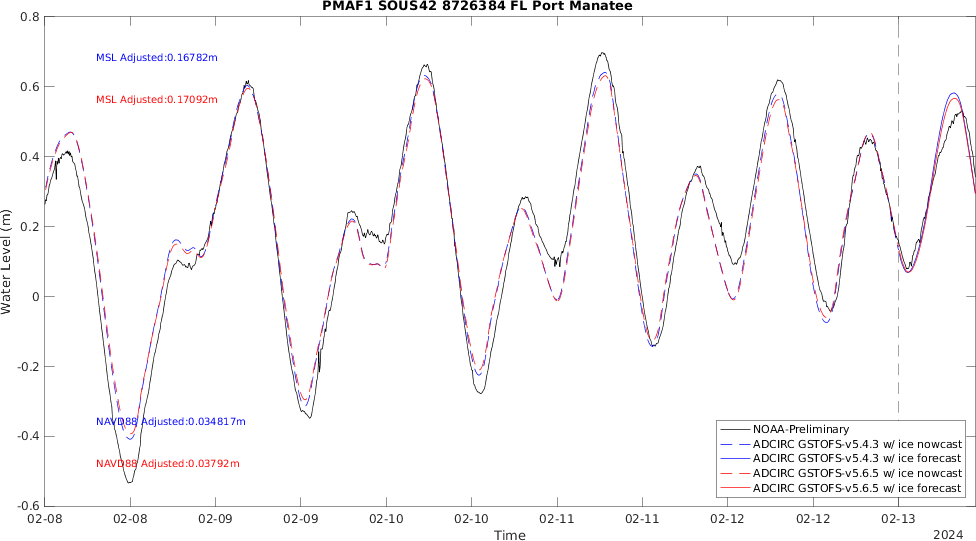 PMAF1 SOUS42 8726384 FL Port Manatee
0.8
0.6
0.4
0.2
0
-0.2
-0.4
-0.6
Water Level (m)
MSL Adjusted:0.16782m
MSL Adjusted:0.17092m
NAVD88 Adjusted:0.034817m
NAVD88 Adjusted:0.03792m
NOAA-Preliminary
ADCIRC GSTOFS-v5.4.3 w/ ice nowcast
ADCIRC GSTOFS-v5.4.3 w/ ice forecast
ADCIRC GSTOFS-v5.6.5 w/ ice nowcast
ADCIRC GSTOFS-v5.6.5 w/ ice forecast
02-08 02-08 02-09 02-09 02-10 02-10 02-11 02-11 02-12 02-12 02-13
Time
2024